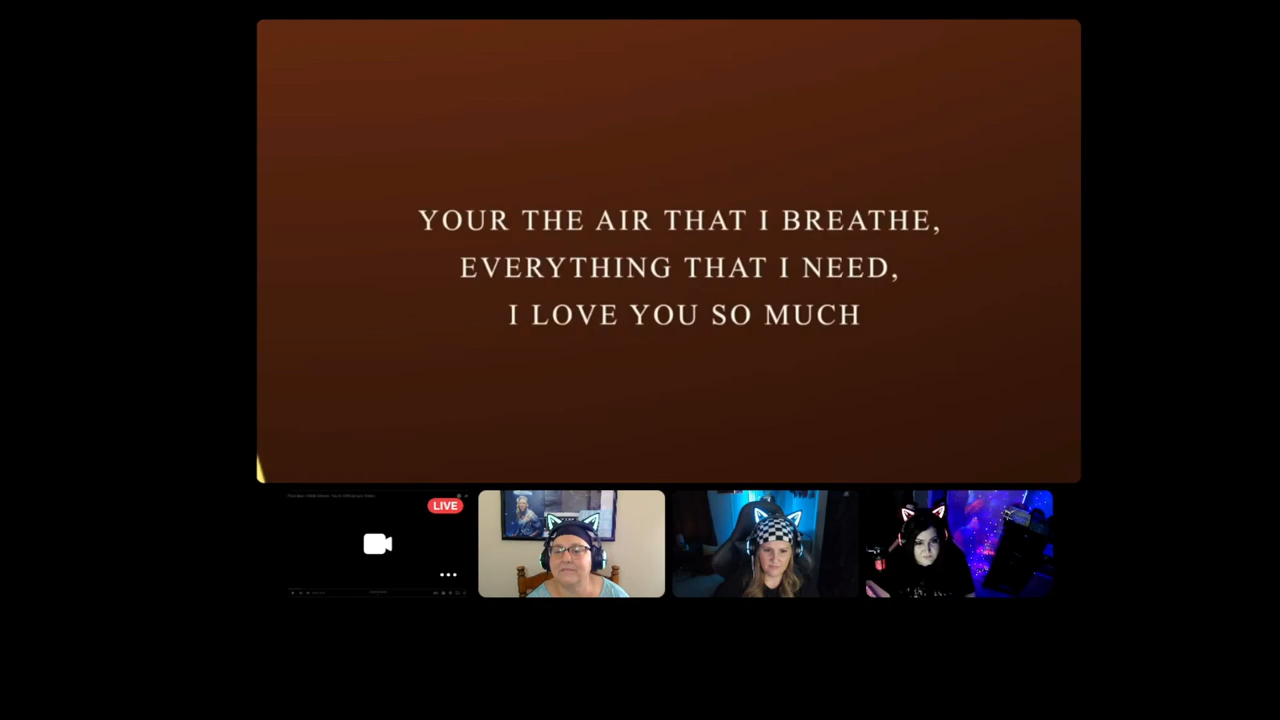 YOUR THE AIR THAT I BREATHE,
EVERYTHING THAT I NEED,
I LOVE YOU SO MUCH
LIVE